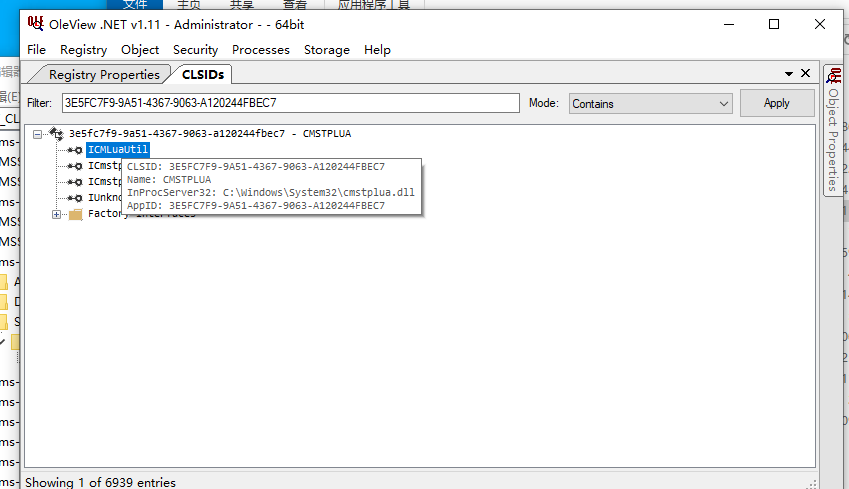 文件
主页
共享
查看
应用程序工具
OleView .NET v1.11 - Administrator - - 64bit
File Registry Object Security Processes Storage Help
Registry Properties CLSIDs
Filter: 3E5FC7F9-9A51-4367-9063-A120244FBEC7 Mode: Contains Apply
3e5fc7f9-9a51-4367-9063-a120244fbec7 - CMSTPLUA
ICMLuaUtil
ICmstp
CLSID: 3E5FC7F9-9A51-4367-9063-A120244FBEC7
ICmstp
Name: CMSTPLUA
IUnkno
InProcServer32: C:\Windows\System32\cmstplua.dll
AppID: 3E5FC7F9-9A51-4367-9063-A120244FBEC7
Factory Interfaces
Object Properties
Showing 1 of 6939 entries